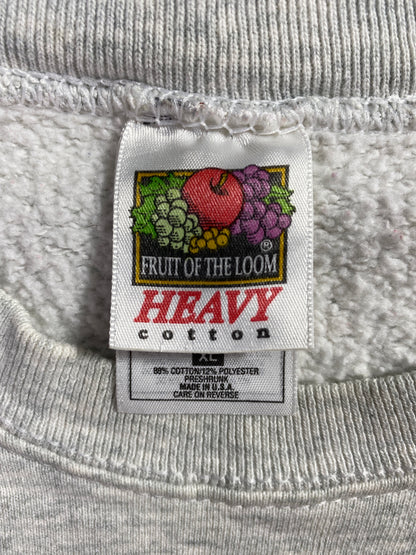 FRUIT OF THE LOOM
®
HEAVY
cotton
XL
88% COTTON/12% POLYESTER
PRESHRUNK
MADE IN U.S.A.
CARE ON REVERSE